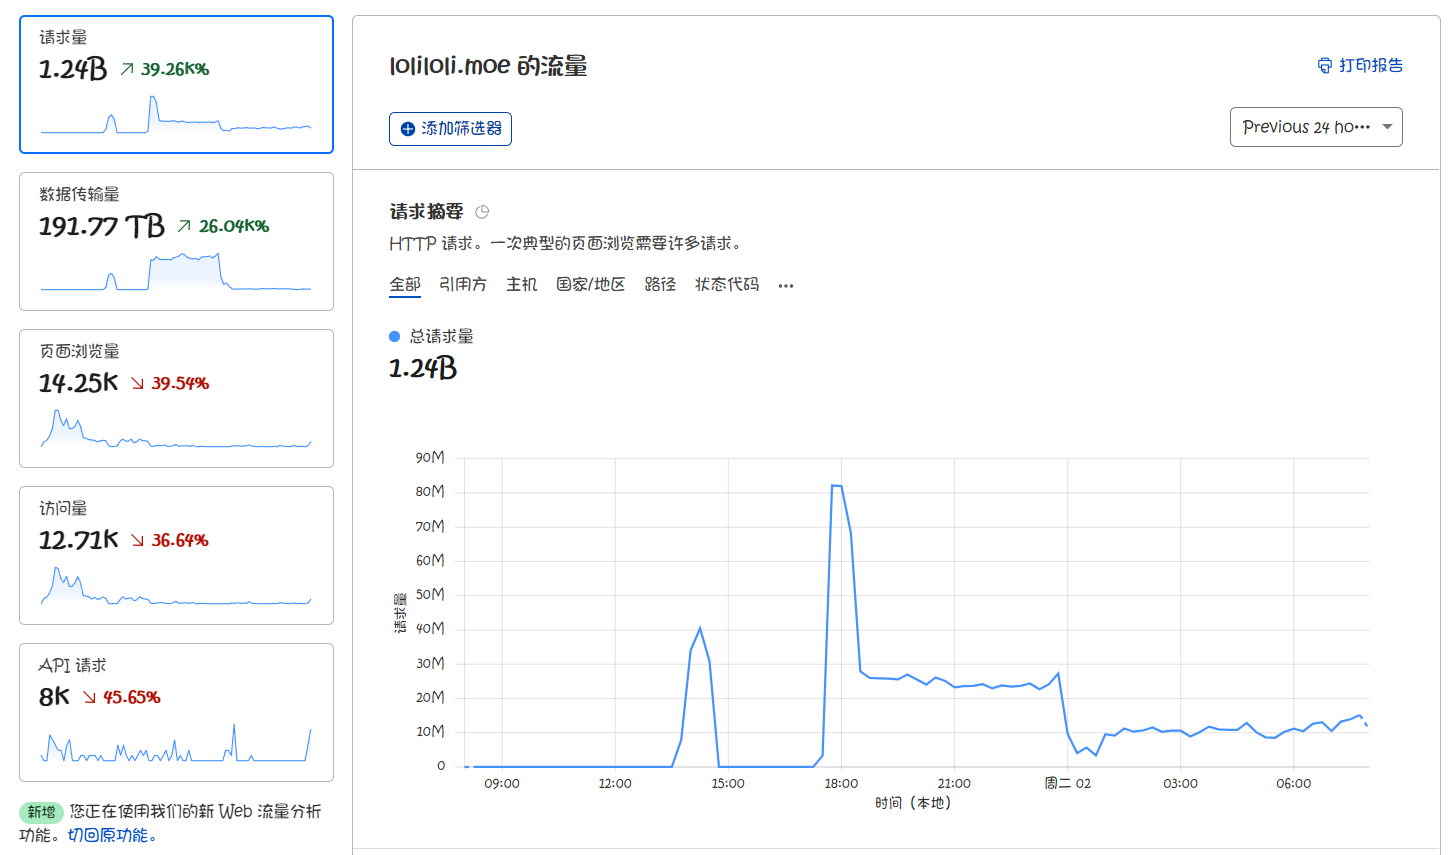 请求量
1.24B ↗ 39.26K%
数据传输量
191.77 TB ↗ 26.04K%
页面浏览量
14.25K ↘ 39.54%
访问量
12.71K ↘ 36.64%
API 请求
8K ↘ 45.65%
新增 您正在使用我们的新 Web 流量分析
功能。切回原功能。
loliloli.moe 的流量
打印报告
添加筛选器
Previous 24 ho···
请求摘要
HTTP 请求。一次典型的页面浏览需要许多请求。
全部 引用方 主机 国家/地区 路径 状态代码 ···
总请求量
1.24B
请求量
90M
80M
70M
60M
50M
40M
30M
20M
10M
0
09:00 12:00 15:00 18:00 21:00 周二 02 03:00 06:00
时间（本地）